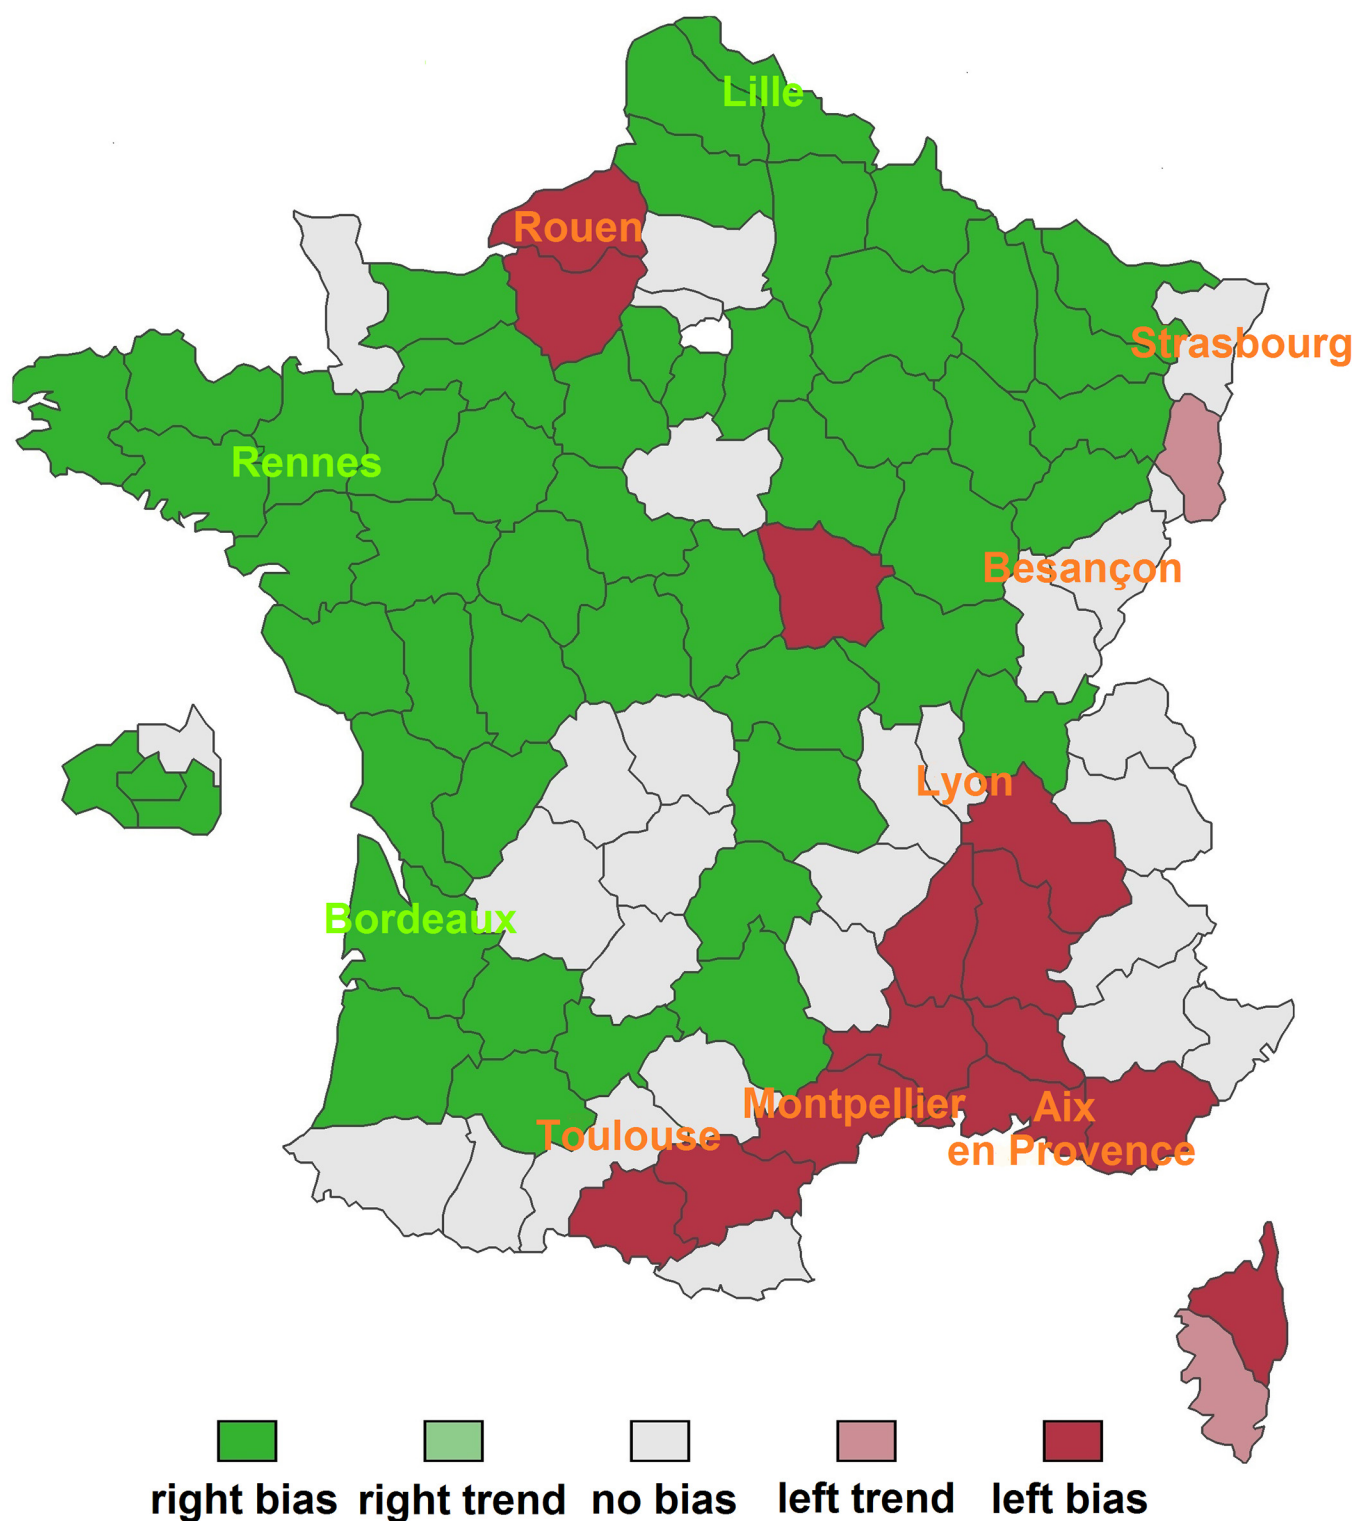 Lille
Rouen
Strasbourg
Rennes
Besançon
Lyon
Bordeaux
Montpellier
Aix
en Provence
Toulouse
right bias
right trend
no bias
left trend
left bias